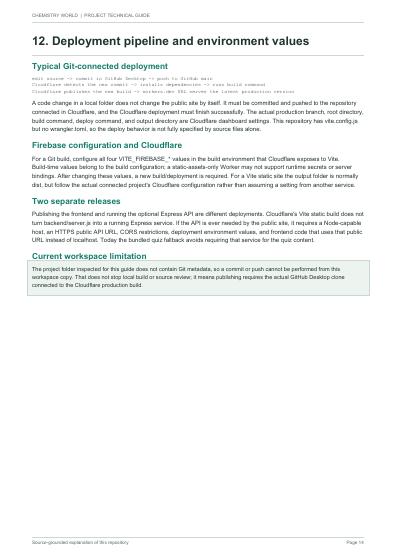 CHEMISTRY WORLD | PROJECT TECHNICAL GUIDE
12. Deployment pipeline and environment values
Typical Git-connected deployment
edit source -> commit in GitHub Desktop -> push to GitHub main
Cloudflare detects the new commit -> installs dependencies -> runs build command
Cloudflare publishes the new build -> workers.dev URL serves the latest production version
A code change in a local folder does not change the public site by itself. It must be committed and pushed to the repository
connected in Cloudflare, and the Cloudflare deployment must finish successfully. The actual production branch, root directory,
build command, deploy command, and output directory are Cloudflare dashboard settings. This repository has vite.config.js
but no wrangler.toml, so the deploy behavior is not fully specified by source files alone.
Firebase configuration and Cloudflare
For a Git build, configure all four VITE_FIREBASE_* values in the build environment that Cloudflare exposes to Vite.
Build-time values belong to the build configuration; a static-assets-only Worker may not support runtime secrets or server
bindings. After changing these values, a new build/deployment is required. For a Vite static site the output folder is normally
dist, but follow the actual connected project's Cloudflare configuration rather than assuming a setting from another service.
Two separate releases
Publishing the frontend and running the optional Express API are different deployments. Cloudflare's Vite static build does not
turn backend/server.js into a running Express service. If the API is ever needed by the public site, it requires a Node-capable
host, an HTTPS public API URL, CORS restrictions, deployment environment values, and frontend code that uses that public
URL instead of localhost. Today the bundled quiz fallback avoids requiring that service for the quiz content.
Current workspace limitation
The project folder inspected for this guide does not contain Git metadata, so a commit or push cannot be performed from this
workspace copy. That does not stop local build or source review; it means publishing requires the actual GitHub Desktop clone
connected to the Cloudflare production build.
Source-grounded explanation of this repository
Page 14